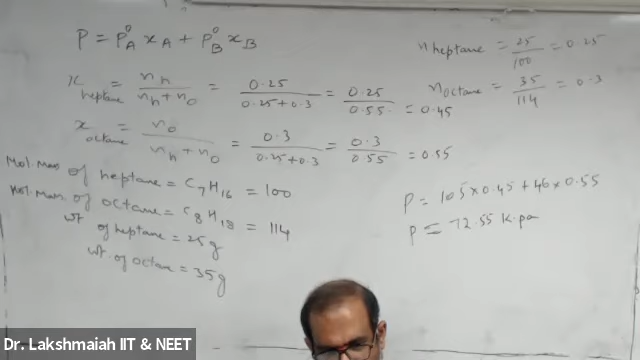 P = P°A xA + P°B xB
x heptane = nh / nh + no = 0.25 / 0.25 + 0.3 = 0.25 / 0.55 = 0.45
x octane = no / nh + no = 0.3 / 0.25 + 0.3 = 0.3 / 0.55 = 0.55
Mol. Mass of heptane = C7H16 = 100
Mol. Mass of octane = C8H18 = 114
wt of heptane = 25 g
wt. of octane = 35 g
n heptane = 25 / 100 = 0.25
n octane = 35 / 114 = 0.3
P = 105 × 0.45 + 46 × 0.55
P = 72.55 K.pa
Dr. Lakshmaiah IIT & NEET